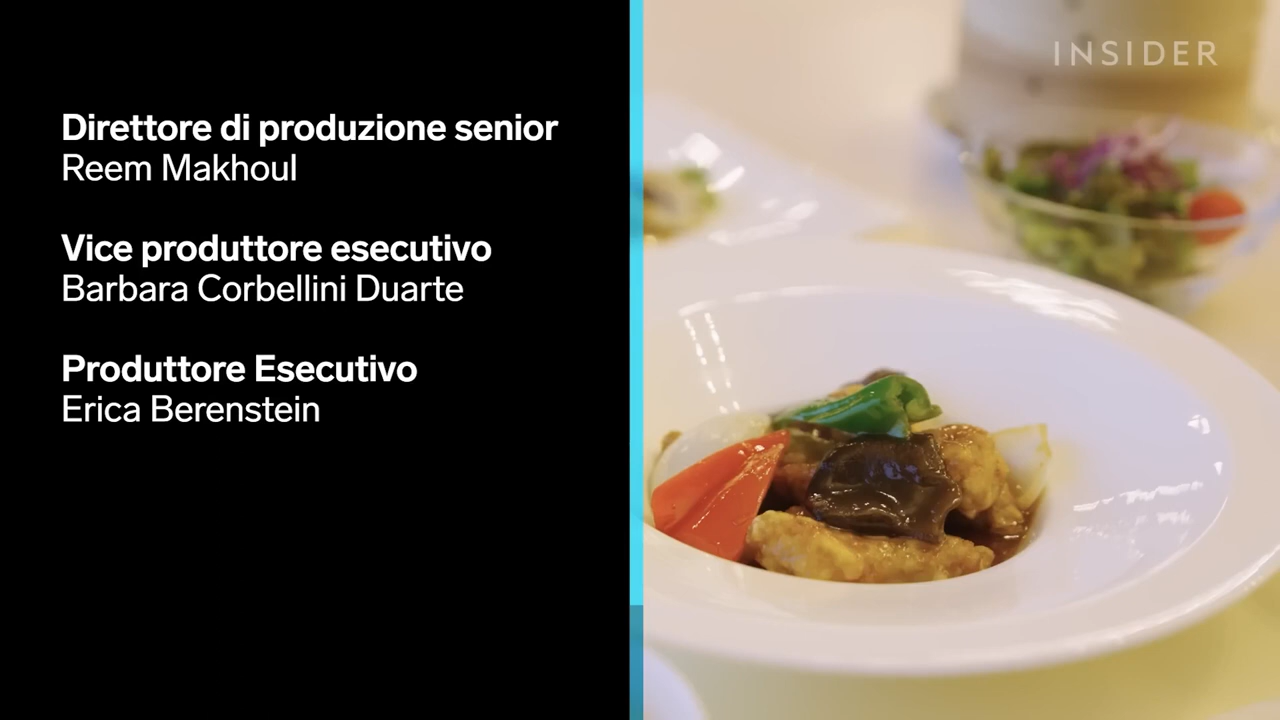 INSIDER
Direttore di produzione senior
Reem Makhoul
Vice produttore esecutivo
Barbara Corbellini Duarte
Produttore Esecutivo
Erica Berenstein